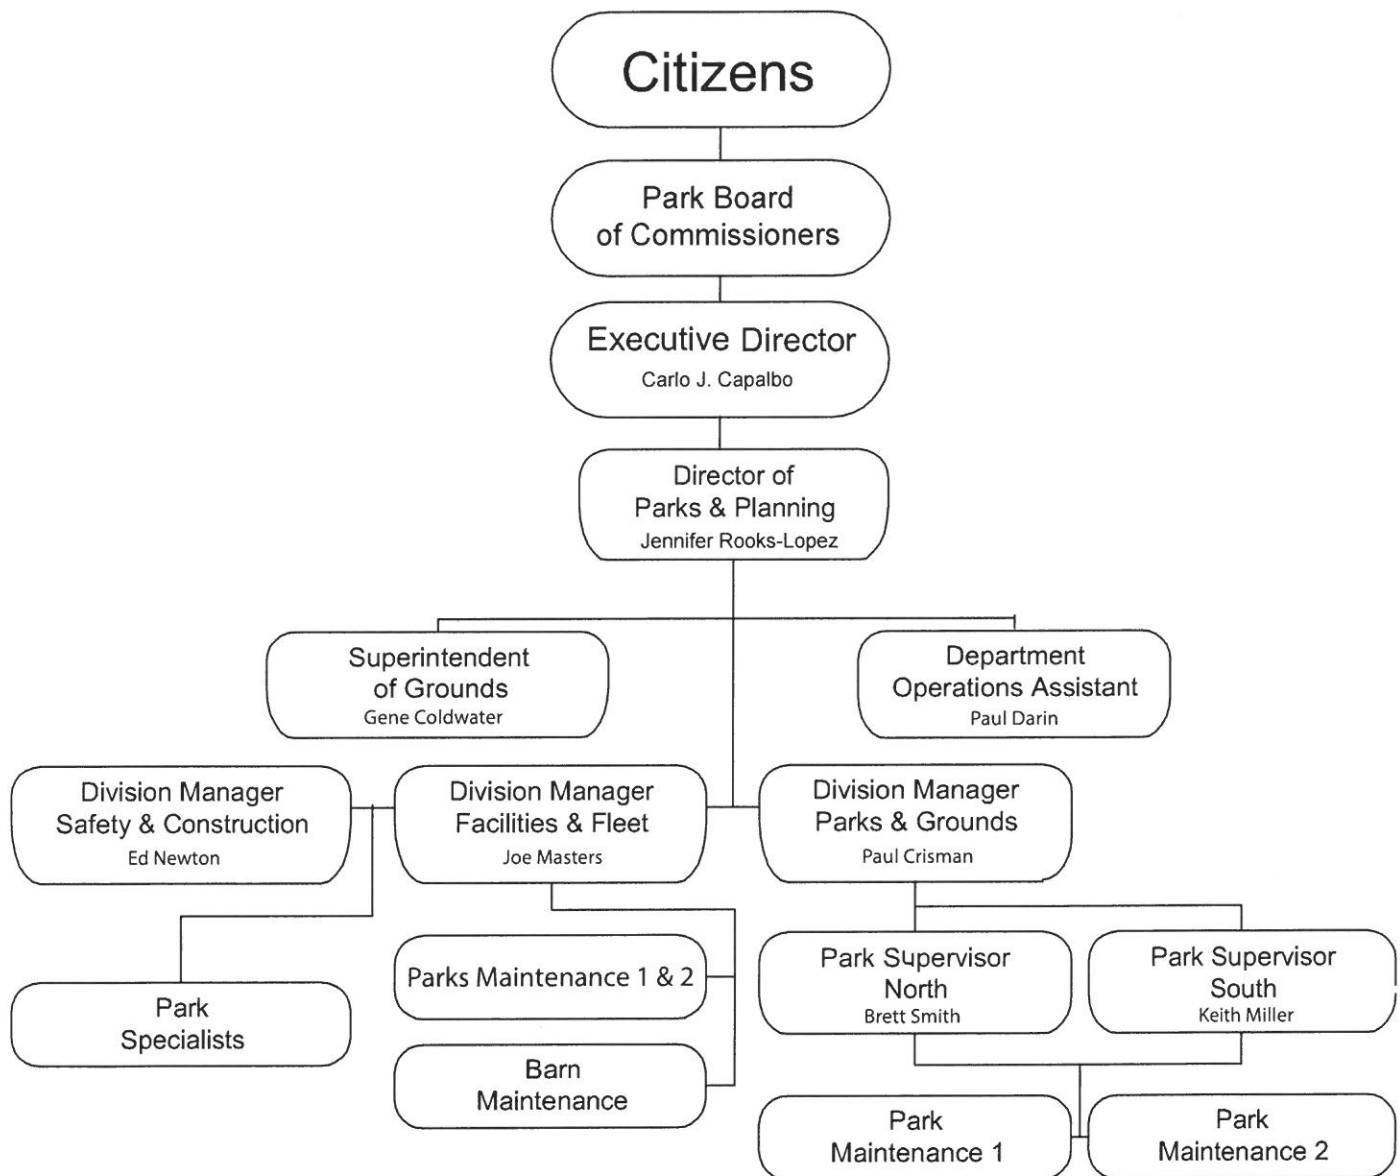 Citizens
Park Board
of Commissioners
Executive Director
Carlo J. Capalbo
Director of
Parks & Planning
Jennifer Rooks-Lopez
Superintendent
of Grounds
Gene Coldwater
Department
Operations Assistant
Paul Darin
Division Manager
Safety & Construction
Ed Newton
Division Manager
Facilities & Fleet
Joe Masters
Division Manager
Parks & Grounds
Paul Crisman
Park Specialists
Parks Maintenance 1 & 2
Barn
Maintenance
Park Supervisor
North
Brett Smith
Park Supervisor
South
Keith Miller
Park
Maintenance 1
Park
Maintenance 2